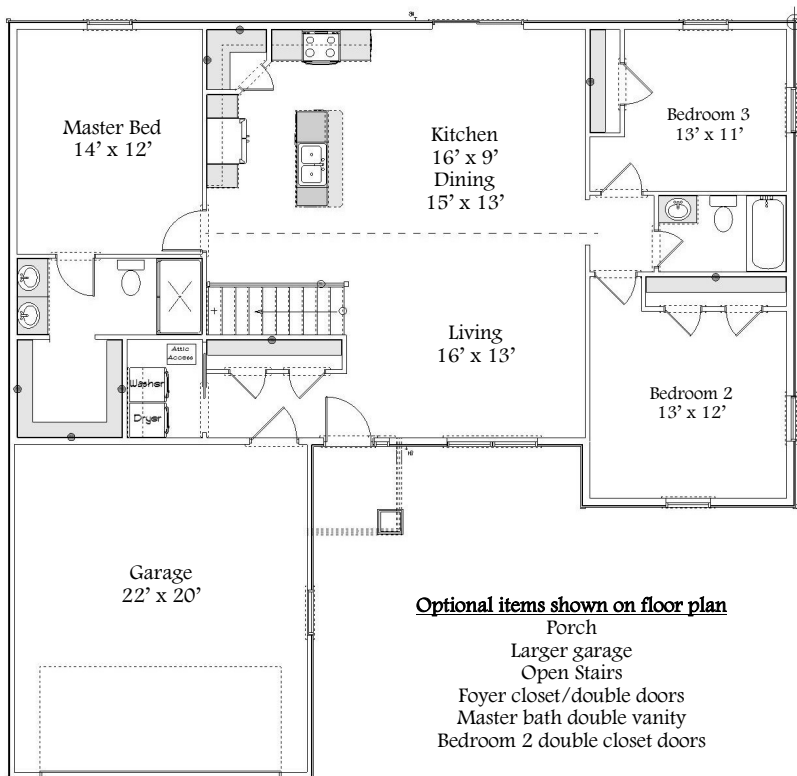 Master Bed
14’ x 12’
Kitchen
16’ x 9’
Dining
15’ x 13’
Bedroom 3
13’ x 11’
Living
16’ x 13’
Attic
Access
Washer
Dryer
Bedroom 2
13’ x 12’
Garage
22’ x 20’
Optional items shown on floor plan
Porch
Larger garage
Open Stairs
Foyer closet/double doors
Master bath double vanity
Bedroom 2 double closet doors